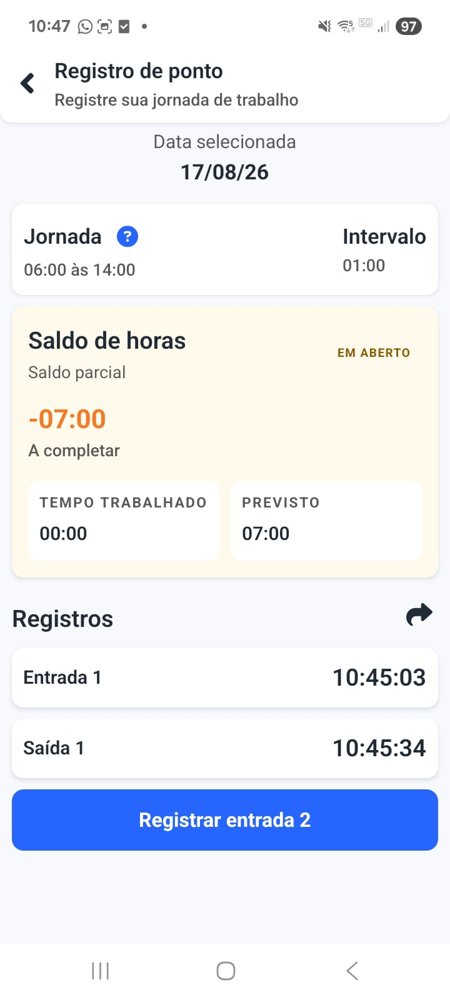 10:47
5G
97
Registro de ponto
Registre sua jornada de trabalho
Data selecionada
17/08/26
Jornada ? Intervalo
06:00 às 14:00 01:00
Saldo de horas
EM ABERTO
Saldo parcial
-07:00
A completar
TEMPO TRABALHADO PREVISTO
00:00 07:00
Registros
Entrada 1 10:45:03
Saída 1 10:45:34
Registrar entrada 2